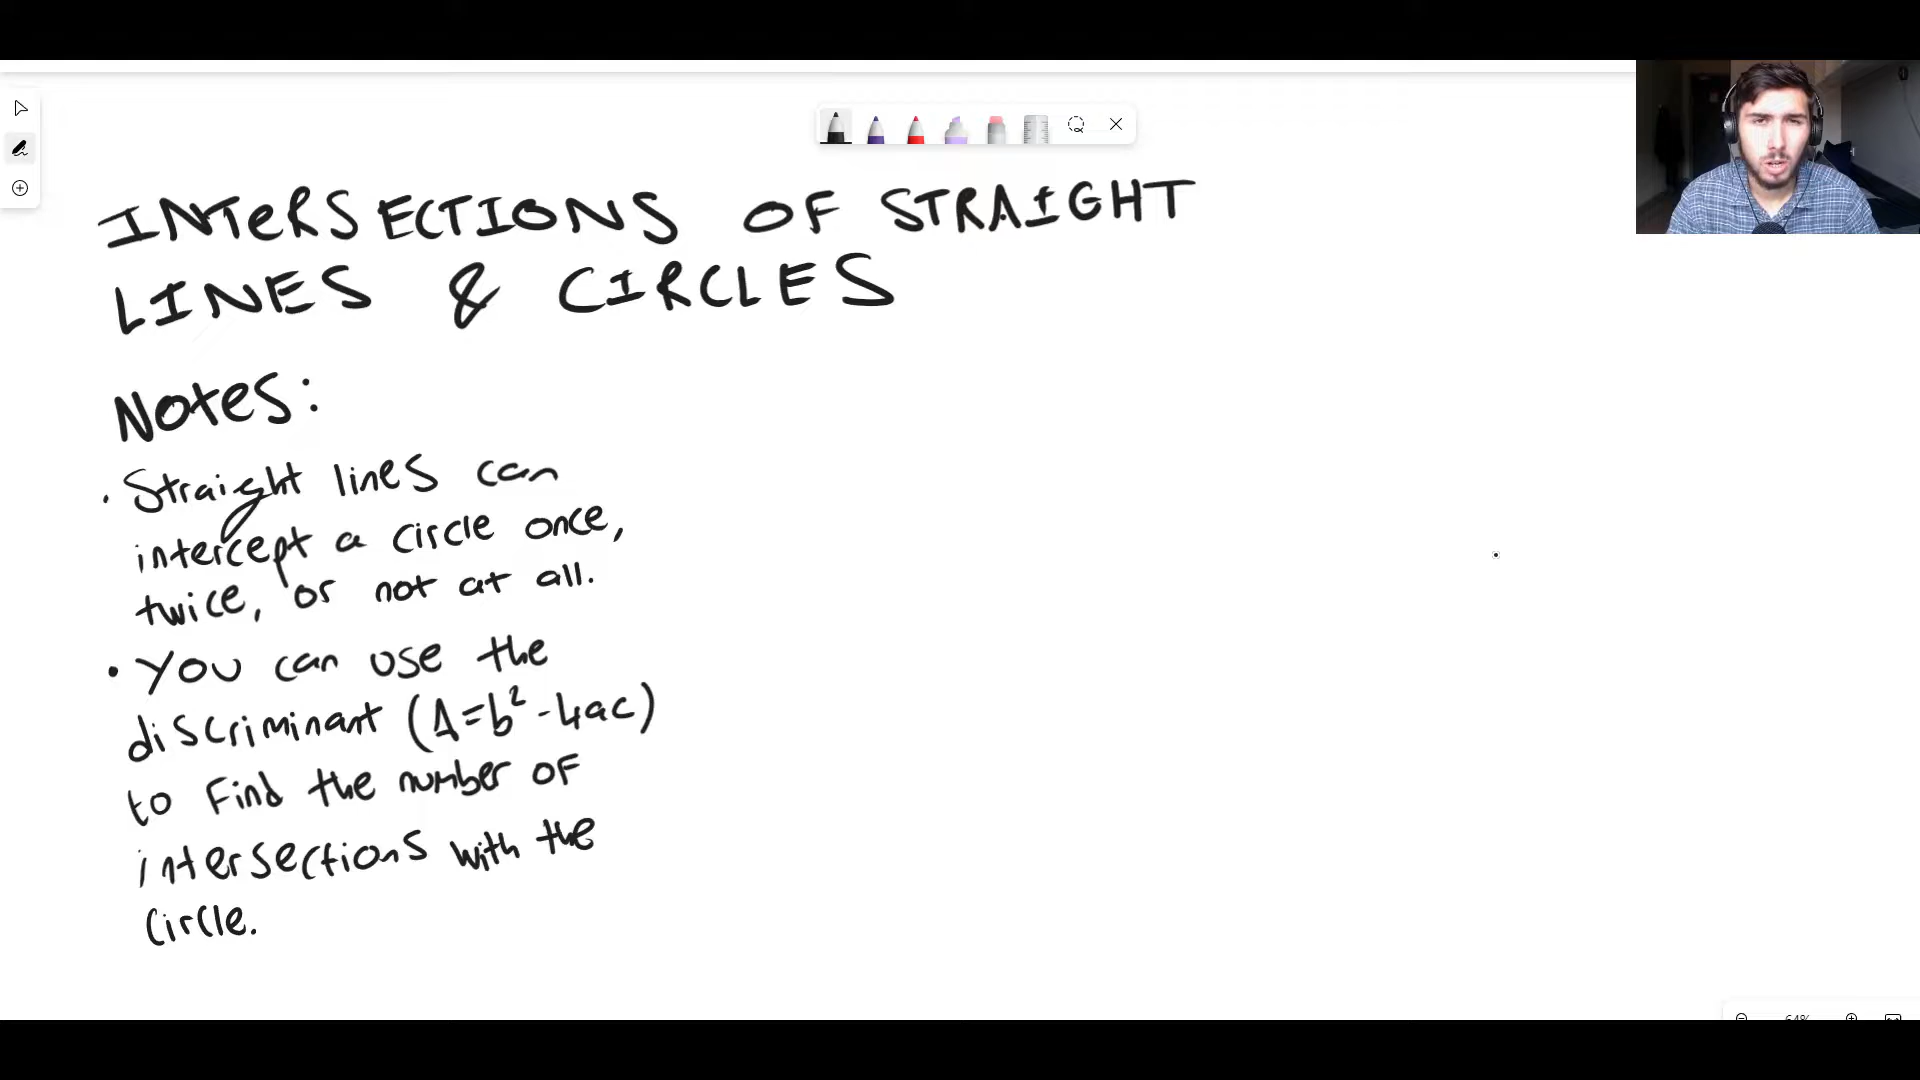 INTeRSECTIONS OF STRAIGHT
LINES & CIRCLES
Notes:
• Straight lines can
intercept a circle once,
twice, or not at all.
• You can use the
discriminant (Δ=b²-4ac)
to find the number of
intersections with the
circle.
64%